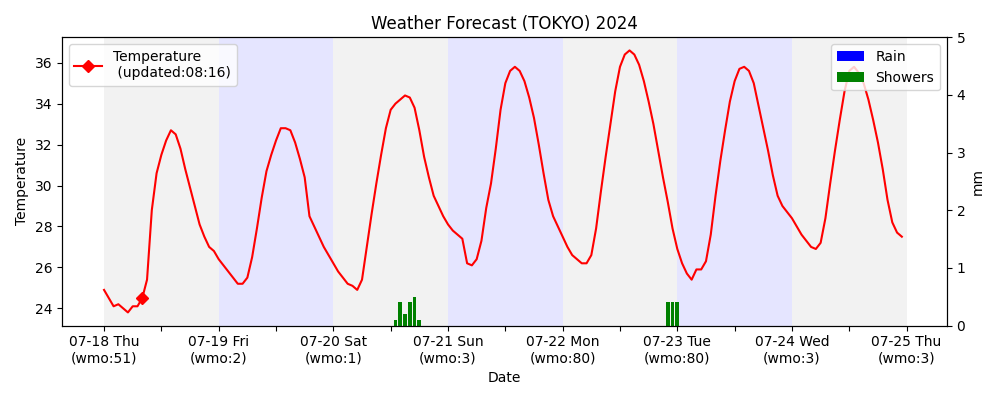 Weather Forecast (TOKYO) 2024
Temperature
(updated:08:16)
Rain
Showers
Temperature
36
34
32
30
28
26
24
5
4
3
2
1
0
mm
07-18 Thu
(wmo:51)
07-19 Fri
(wmo:2)
07-20 Sat
(wmo:1)
07-21 Sun
(wmo:3)
07-22 Mon
(wmo:80)
07-23 Tue
(wmo:80)
07-24 Wed
(wmo:3)
07-25 Thu
(wmo:3)
Date